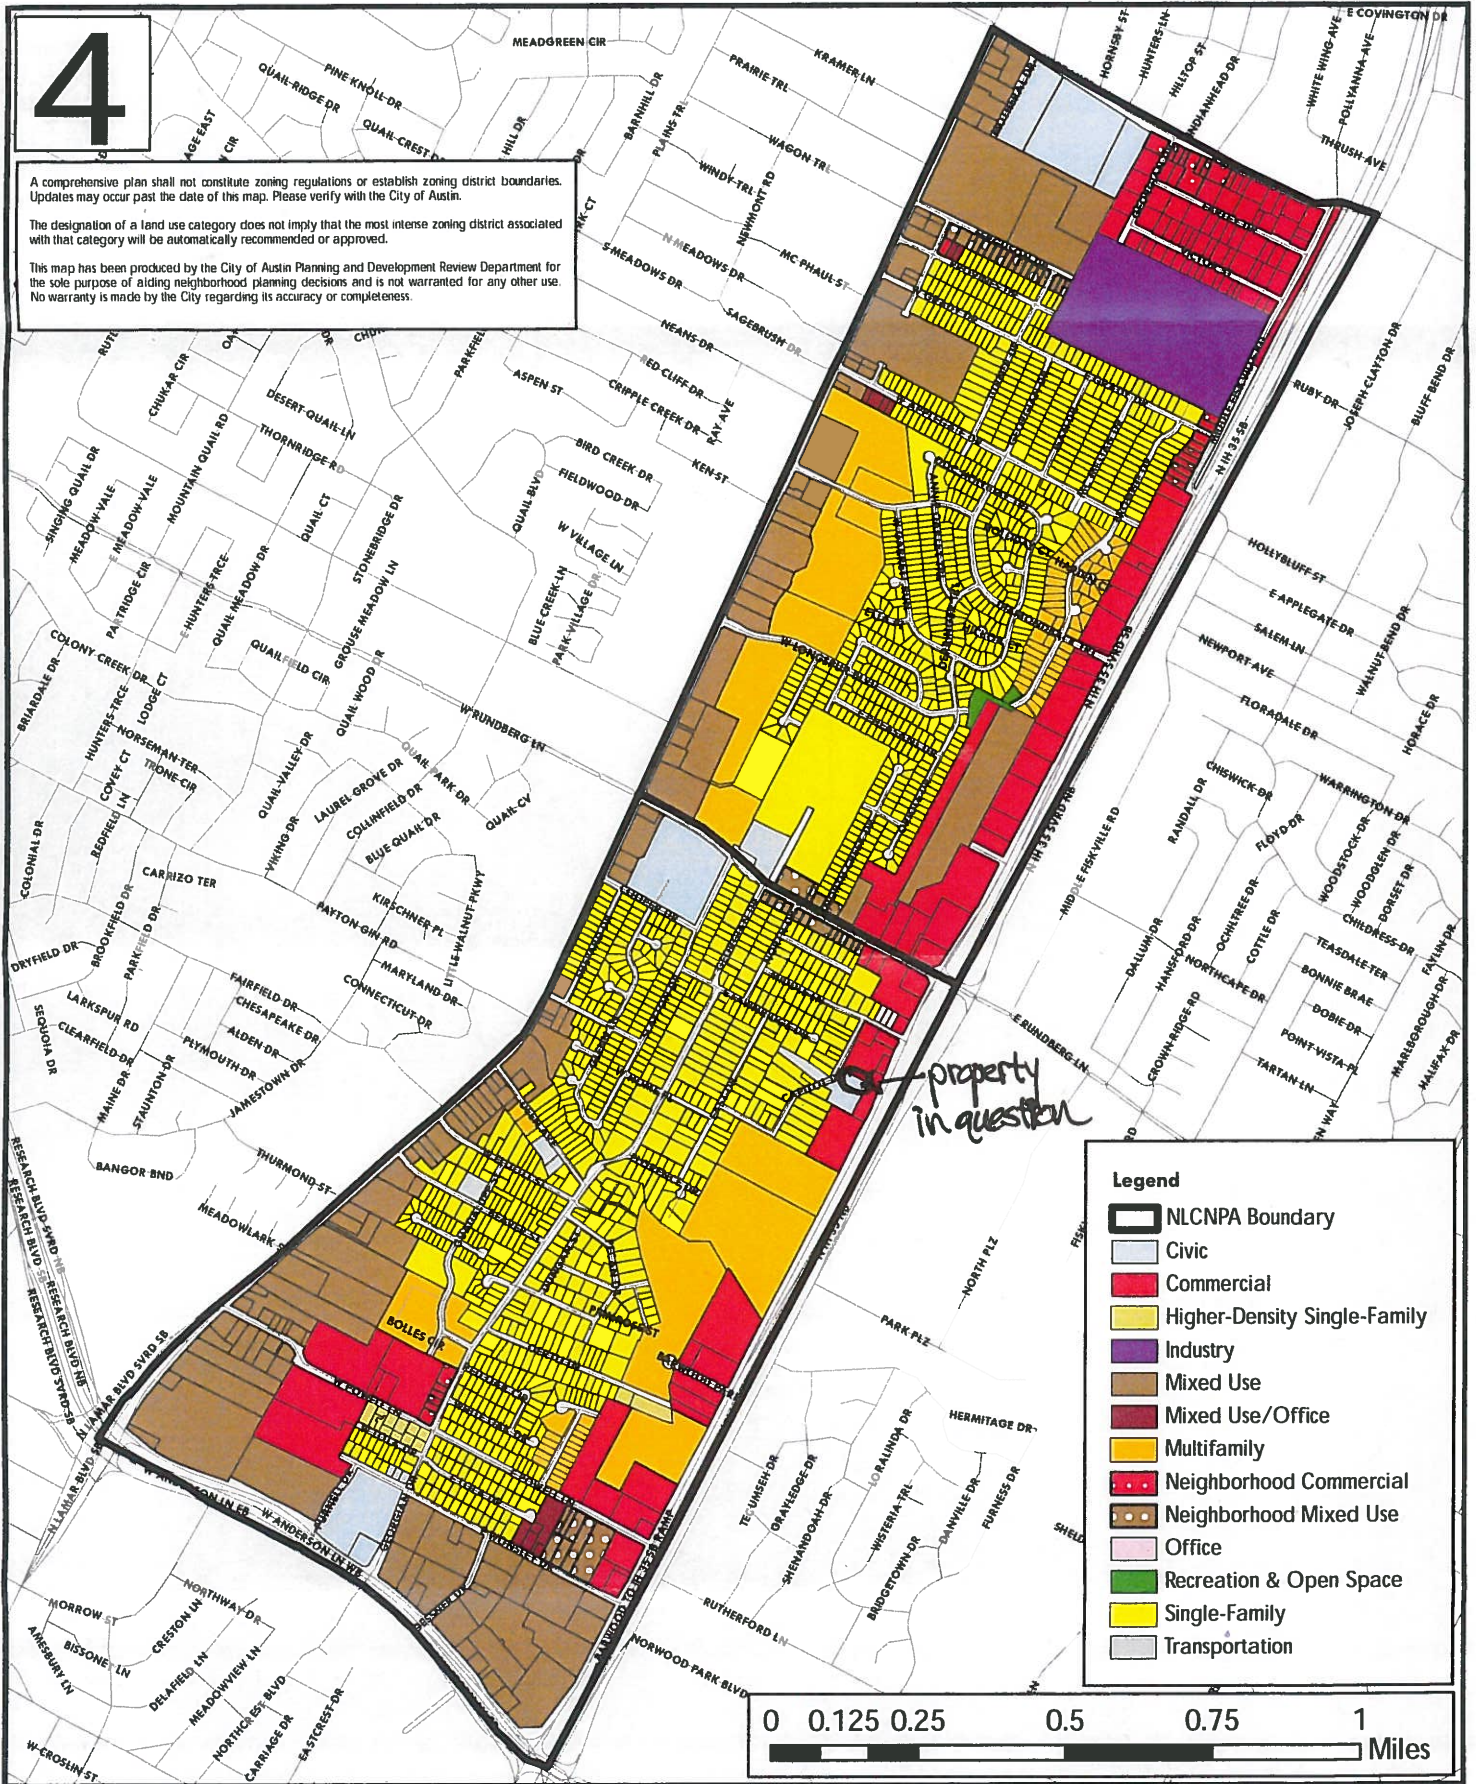 4
A comprehensive plan shall not constitute zoning regulations or establish zoning district boundaries.
Updates may occur past the date of this map. Please verify with the City of Austin.
The designation of a land use category does not imply that the most intense zoning district associated
with that category will be automatically recommended or approved.
This map has been produced by the City of Austin Planning and Development Review Department for
the sole purpose of aiding neighborhood planning decisions and is not warranted for any other use.
No warranty is made by the City regarding its accuracy or completeness.
E COVINGTON DR
MEADGREEN CIR
KRAMER LN
PRAIRIE TRL
HORNSBY ST
HUNTERS LN
HILLTOP ST
WHITE WING AVE
POLLYANNA AVE
QUAIL RIDGE DR
PINE KNOLL DR
BARNHILL DR
PLAINS TRL
WAGON TRL
THRUSH AVE
WINDY TRL
NEWMONT RD
N MEADOWS DR
S MEADOWS DR
MC PHAUL ST
SAGEBRUSH DR
NEANS DR
RED CLIFF DR
CRIPPLE CREEK DR
RAY AVE
ASPEN ST
KEN ST
CHUKAR CIR
DESERT QUAIL LN
THORNRIDGE RD
MOUNTAIN QUAIL RD
BIRD CREEK DR
FIELDWOOD DR
QUAIL BLVD
W VILLAGE LN
SINGING QUAIL DR
MEADOW VALE
E MEADOW VALE
QUAIL CT
STONEBRIDGE DR
PARTRIDGE CIR
E HUNTERS TRCE
QUAIL MEADOW DR
GROUSE MEADOW LN
BLUE CREEK LN
PARK VILLAGE DR
RUBY DR
JOSEPH CLAYTON DR
BLUFF BEND DR
N IH 35 SB
HOLLYBLUFF ST
E APPLEGATE DR
SALEM LN
NEWPORT AVE
WALNUT BEND DR
FLORADALE DR
HORACE DR
COLONY CREEK DR
BRIARDALE DR
QUAILFIELD CIR
QUAIL WOOD DR
HUNTERS TRCE
LODGE CT
W RUNDBERG LN
NORSEMAN TER
TRONE CIR
COVEY CT
QUAIL VALLEY DR
QUAIL PARK DR
LAUREL GROVE DR
COLLINFIELD DR
BLUE QUAIL DR
QUAIL CV
REDFIELD LN
VIKING DR
COLONIAL DR
CHISWICK DR
WARRINGTON DR
RANDALL DR
FLOYD DR
WOODSTOCK DR
WOODGLEN DR
DORSET DR
N IH 35 SVRD SB
N IH 35 SVRD NB
MIDDLE FISKVILLE RD
CARRIZO TER
KIRSCHNER PL
PAYTON GIN RD
LITTLE WALNUT PKWY
BROOKFIELD DR
PARKFIELD DR
DRYFIELD DR
MARYLAND DR
CONNECTICUT DR
FAIRFIELD DR
CHESAPEAKE DR
ALDEN DR
PLYMOUTH DR
LARKSPUR RD
CLEARFIELD DR
SEQUOIA DR
MAINE DR
STAUNTON DR
JAMESTOWN DR
DALLUM DR
HANSFORD DR
OCHILTREE DR
COTTLE DR
CHILDRESS DR
TEASDALE TER
FAYLIN DR
NORTHCAPE DR
BONNIE BRAE
DOBIE DR
MARLBOROUGH DR
HALIFAX DR
POINT VISTA PL
TARTAN LN
CROWN RIDGE RD
E RUNDBERG LN
property
in question
BANGOR BND
THURMOND ST
RESEARCH BLVD SVRD NB
RESEARCH BLVD SB
RESEARCH BLVD NB
RESEARCH BLVD SVRD SB
N LAMAR BLVD SVRD SB
BOLLES CIR
NORTH PLZ
PARK PLZ
HERMITAGE DR
LORALINDA DR
TECUMSEH DR
GRAYLEDGE DR
SHENANDOAH DR
WISTERIA TRL
DANVILLE DR
FURNESS DR
BRIDGETOWN DR
RUTHERFORD LN
NORWOOD PARK BLVD
W ANDERSON LN WB
MORROW ST
NORTHWAY DR
CRESTON LN
BISSONET LN
AMESBURY LN
DELAFIELD LN
MEADOWVIEW LN
NORTHCREST BLVD
CARRIAGE DR
EASTCREST DR
W CROSLIN ST
Legend
NLCNPA Boundary
Civic
Commercial
Higher-Density Single-Family
Industry
Mixed Use
Mixed Use/Office
Multifamily
Neighborhood Commercial
Neighborhood Mixed Use
Office
Recreation & Open Space
Single-Family
Transportation
0 0.125 0.25 0.5 0.75 1
Miles